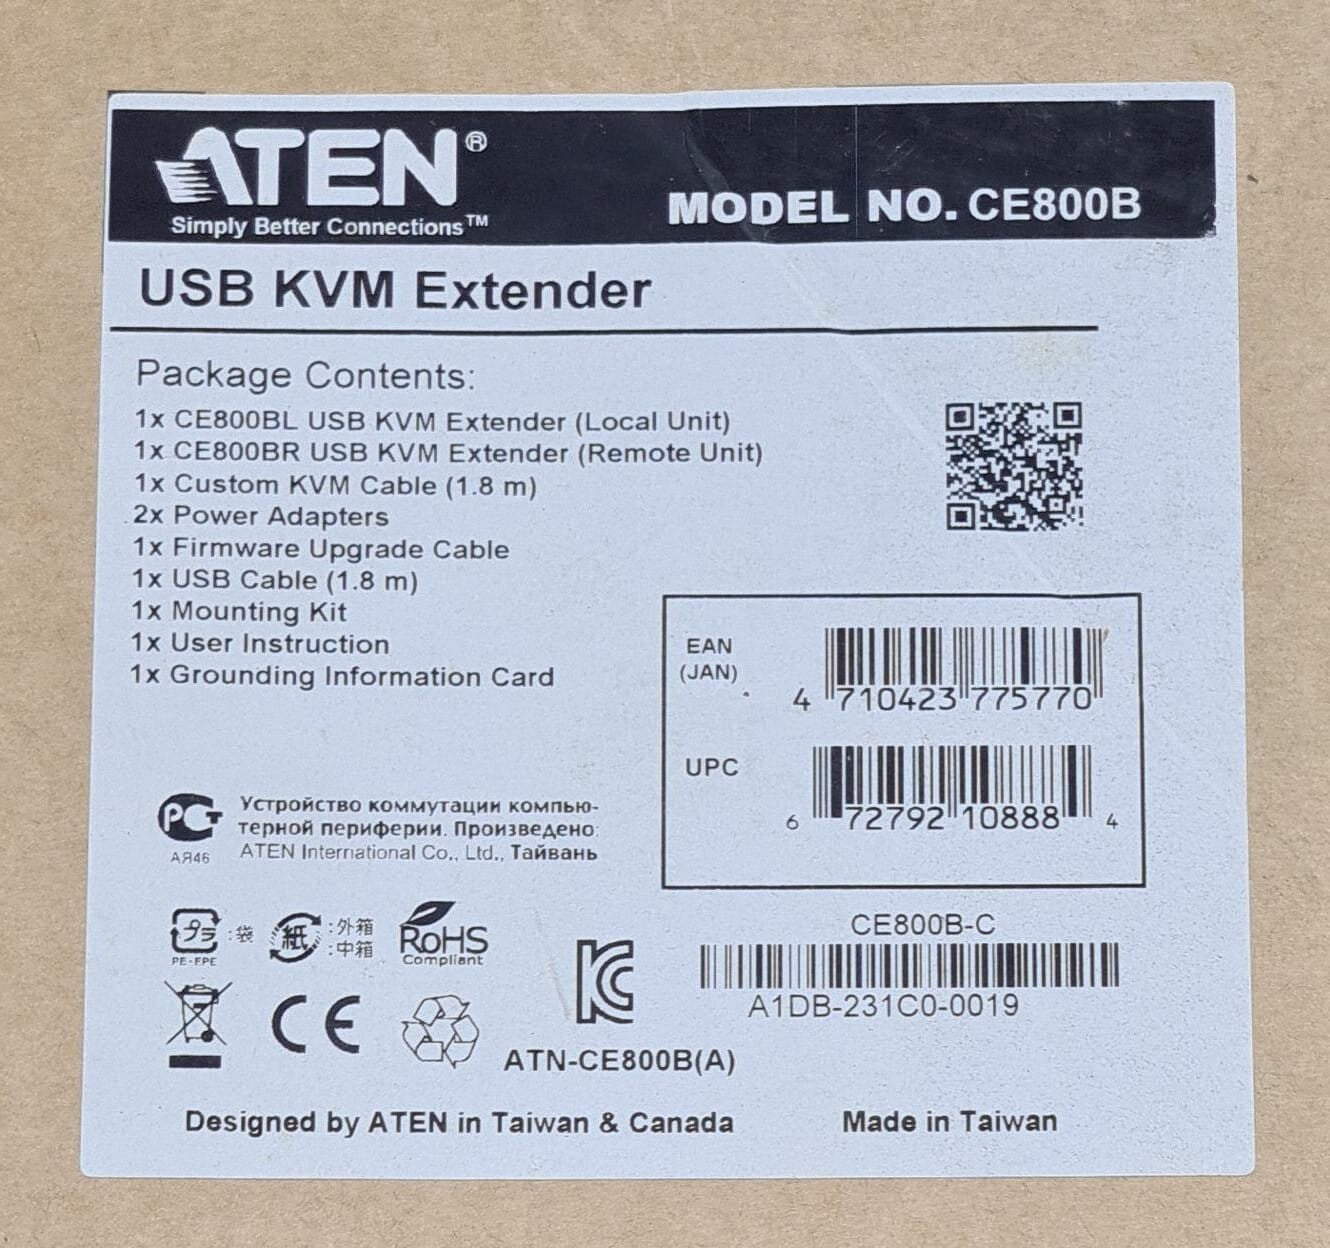 ATEN®
Simply Better Connections™
MODEL NO. CE800B
USB KVM Extender
Package Contents:
1x CE800BL USB KVM Extender (Local Unit)
1x CE800BR USB KVM Extender (Remote Unit)
1x Custom KVM Cable (1.8 m)
2x Power Adapters
1x Firmware Upgrade Cable
1x USB Cable (1.8 m)
1x Mounting Kit
1x User Instruction
1x Grounding Information Card
EAN
(JAN)
4 710423 775770
UPC
6 72792 10888 4
РСТ
АЯ46
Устройство коммутации компью-
терной периферии. Произведено:
ATEN International Co., Ltd., Тайвань
プラ :袋
PE·EPE
紙 :外箱
:中箱
RoHS
Compliant
CE
ATN-CE800B(A)
CE800B-C
A1DB-231C0-0019
Designed by ATEN in Taiwan & Canada
Made in Taiwan